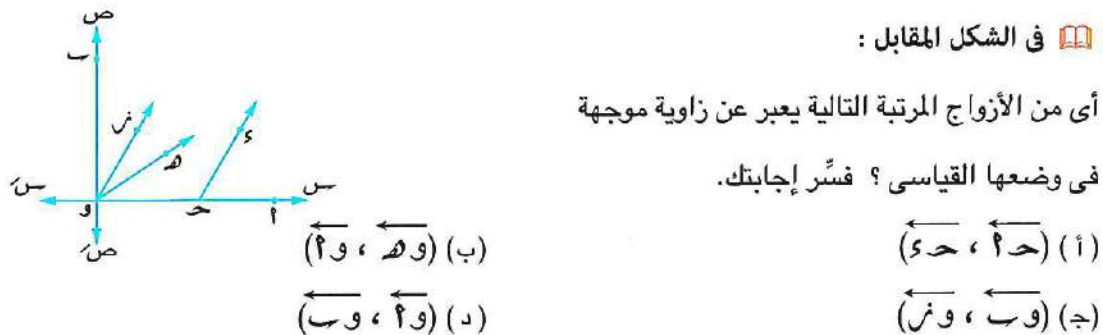 فى الشكل المقابل :
أى من الأزواج المرتبة التالية يعبر عن زاوية موجهة
فى وضعها القياسى ؟ فسِّر إجابتك.
(أ) (حـ أ ، حـ ء)
(ب) (و هـ ، و أ)
(جـ) (و ب ، و ز)
(د) (و أ ، و ب)
ص
ب
ز
هـ
ء
س
سَ
و
حـ
أ
صَ